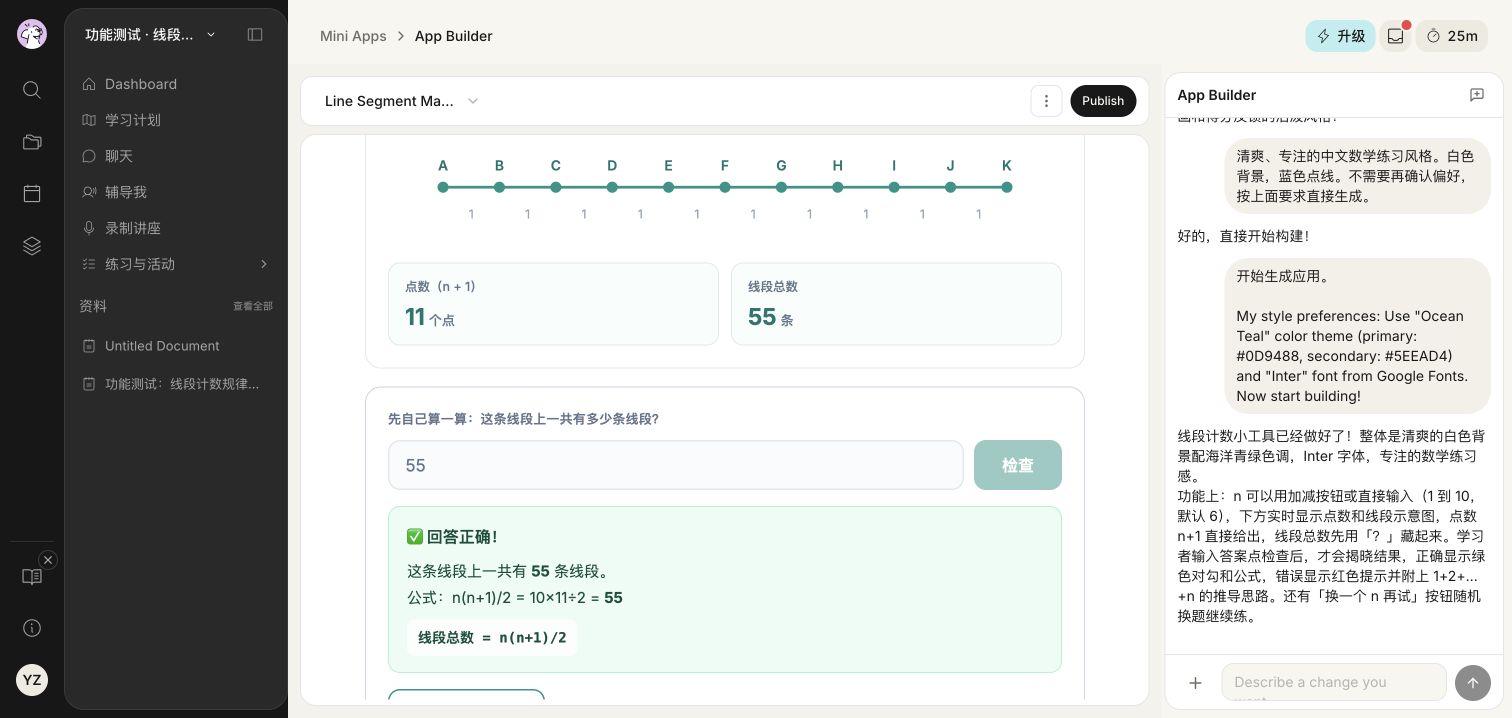 功能测试 · 线段...
Dashboard
学习计划
聊天
辅导我
录制讲座
练习与活动
资料
查看全部
Untitled Document
功能测试：线段计数规律...
YZ
Mini Apps > App Builder
升级
25m
Line Segment Ma...
Publish
A B C D E F G H I J K
1 1 1 1 1 1 1 1 1 1
点数（n + 1）
11 个点
线段总数
55 条
先自己算一算：这条线段上一共有多少条线段?
55
检查
✅ 回答正确!
这条线段上一共有 55 条线段。
公式：n(n+1)/2 = 10×11÷2 = 55
线段总数 = n(n+1)/2
App Builder
清爽、专注的中文数学练习风格。白色
背景，蓝色点线。不需要再确认偏好，
按上面要求直接生成。
好的，直接开始构建！
开始生成应用。
My style preferences: Use "Ocean
Teal" color theme (primary:
#0D9488, secondary: #5EEAD4)
and "Inter" font from Google Fonts.
Now start building!
线段计数小工具已经做好了！整体是清爽的白色背
景配海洋青绿色调，Inter 字体，专注的数学练习
感。
功能上：n 可以用加减按钮或直接输入（1 到 10，
默认 6），下方实时显示点数和线段示意图，点数
n+1 直接给出，线段总数先用「？」藏起来。学习
者输入答案点检查后，才会揭晓结果，正确显示绿
色对勾和公式，错误显示红色提示并附上 1+2+...
+n 的推导思路。还有「换一个 n 再试」按钮随机
换题继续练。
Describe a change you